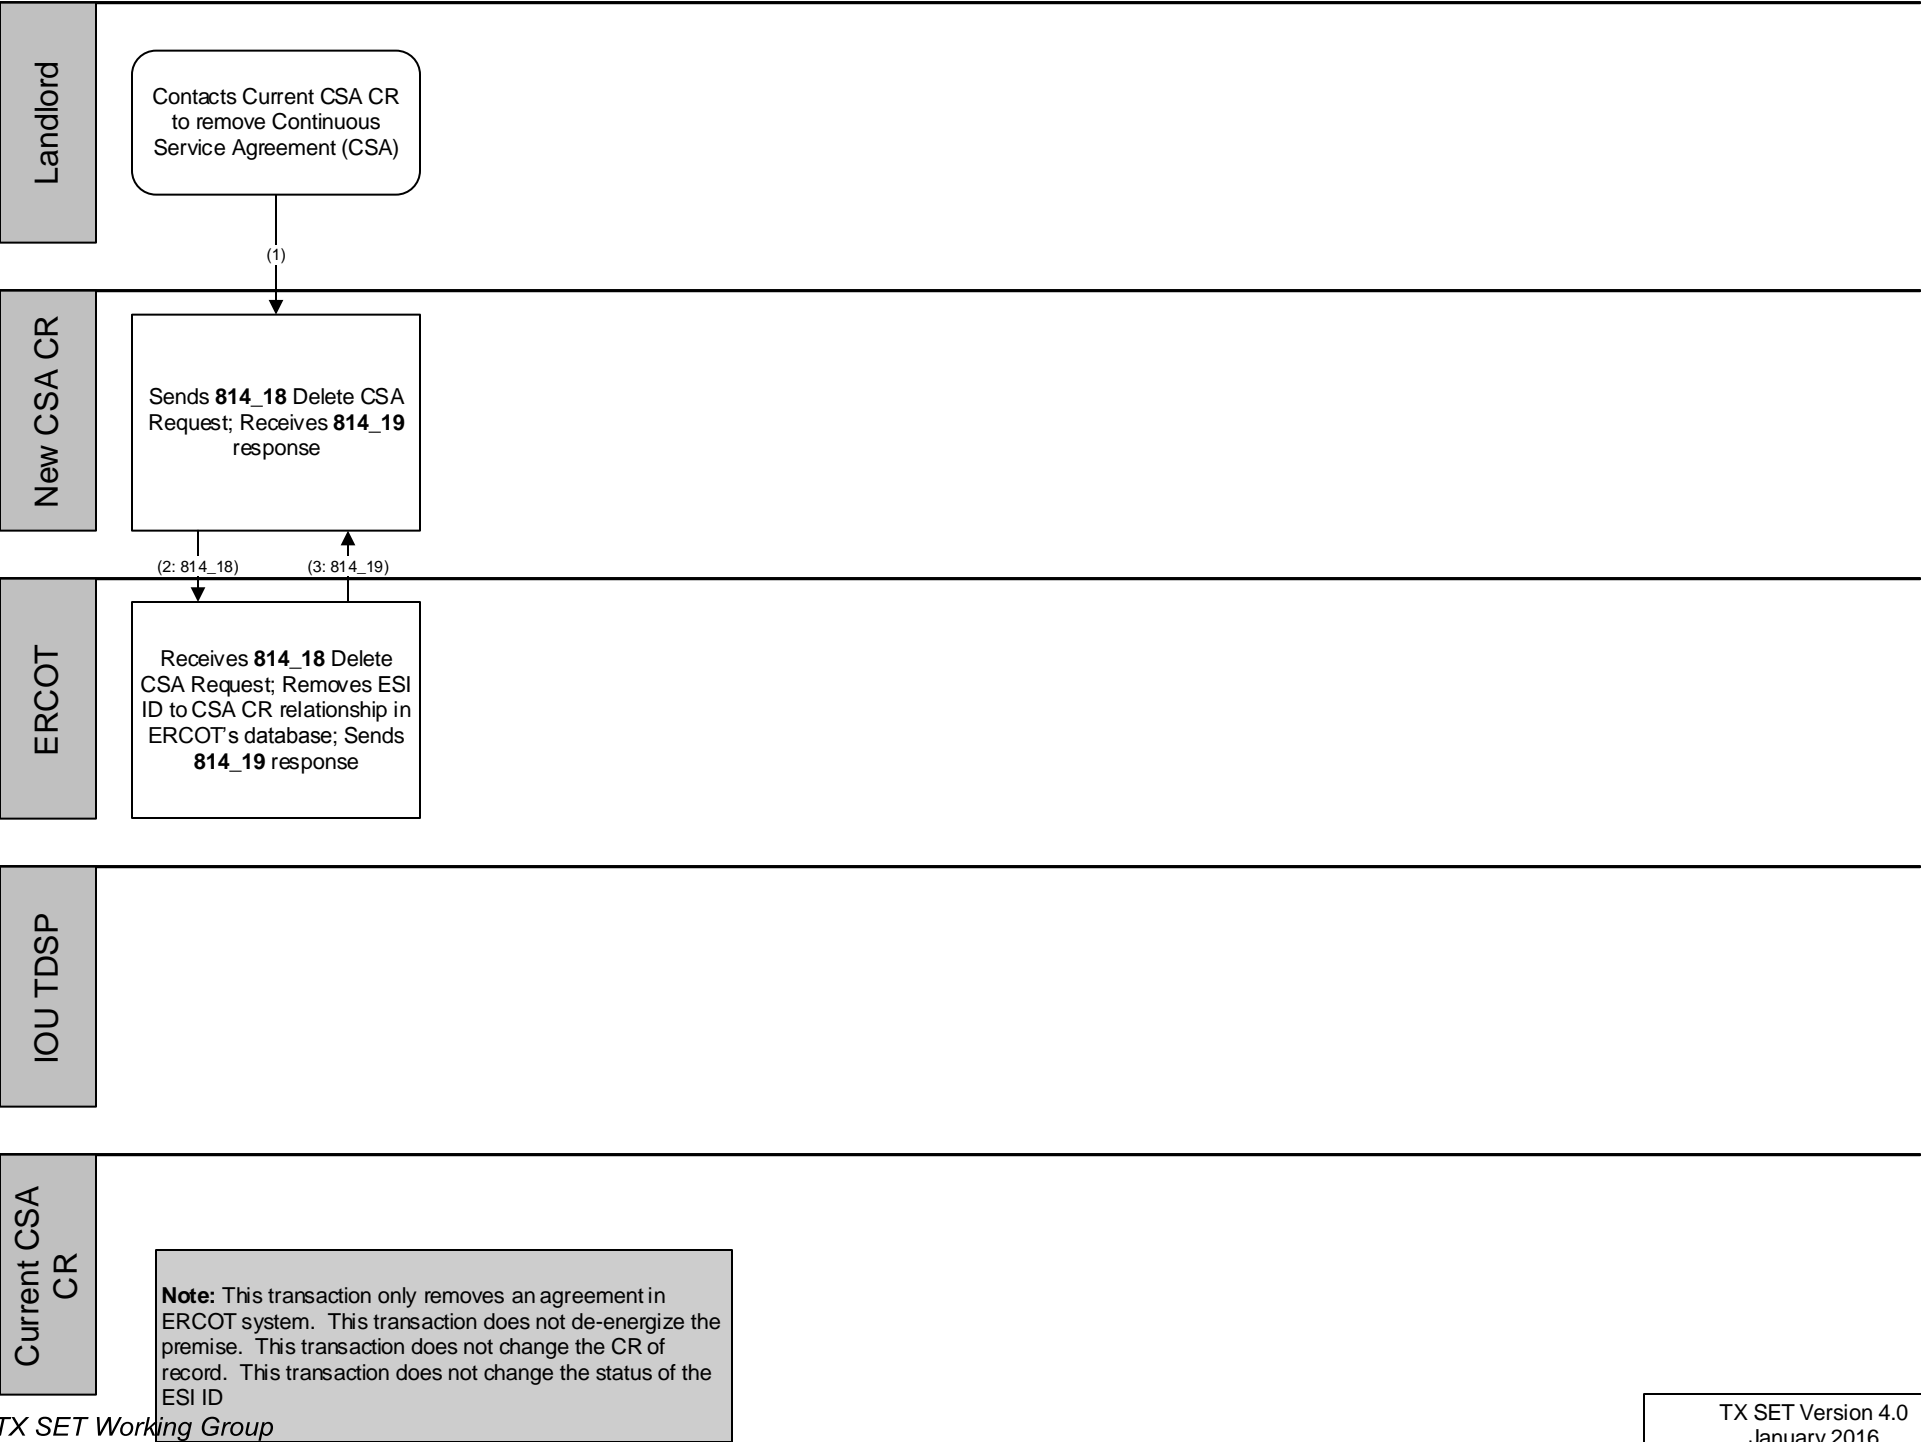 Landlord
Contacts Current CSA CR
to remove Continuous
Service Agreement (CSA)
(1)
New CSA CR
Sends 814_18 Delete CSA
Request; Receives 814_19
response
(2: 814_18)
(3: 814_19)
ERCOT
Receives 814_18 Delete
CSA Request; Removes ESI
ID to CSA CR relationship in
ERCOT's database; Sends
814_19 response
IOU TDSP
Current CSA
CR
Note: This transaction only removes an agreement in
ERCOT system. This transaction does not de-energize the
premise. This transaction does not change the CR of
record. This transaction does not change the status of the
ESI ID
TX SET Working Group
TX SET Version 4.0
January 2016